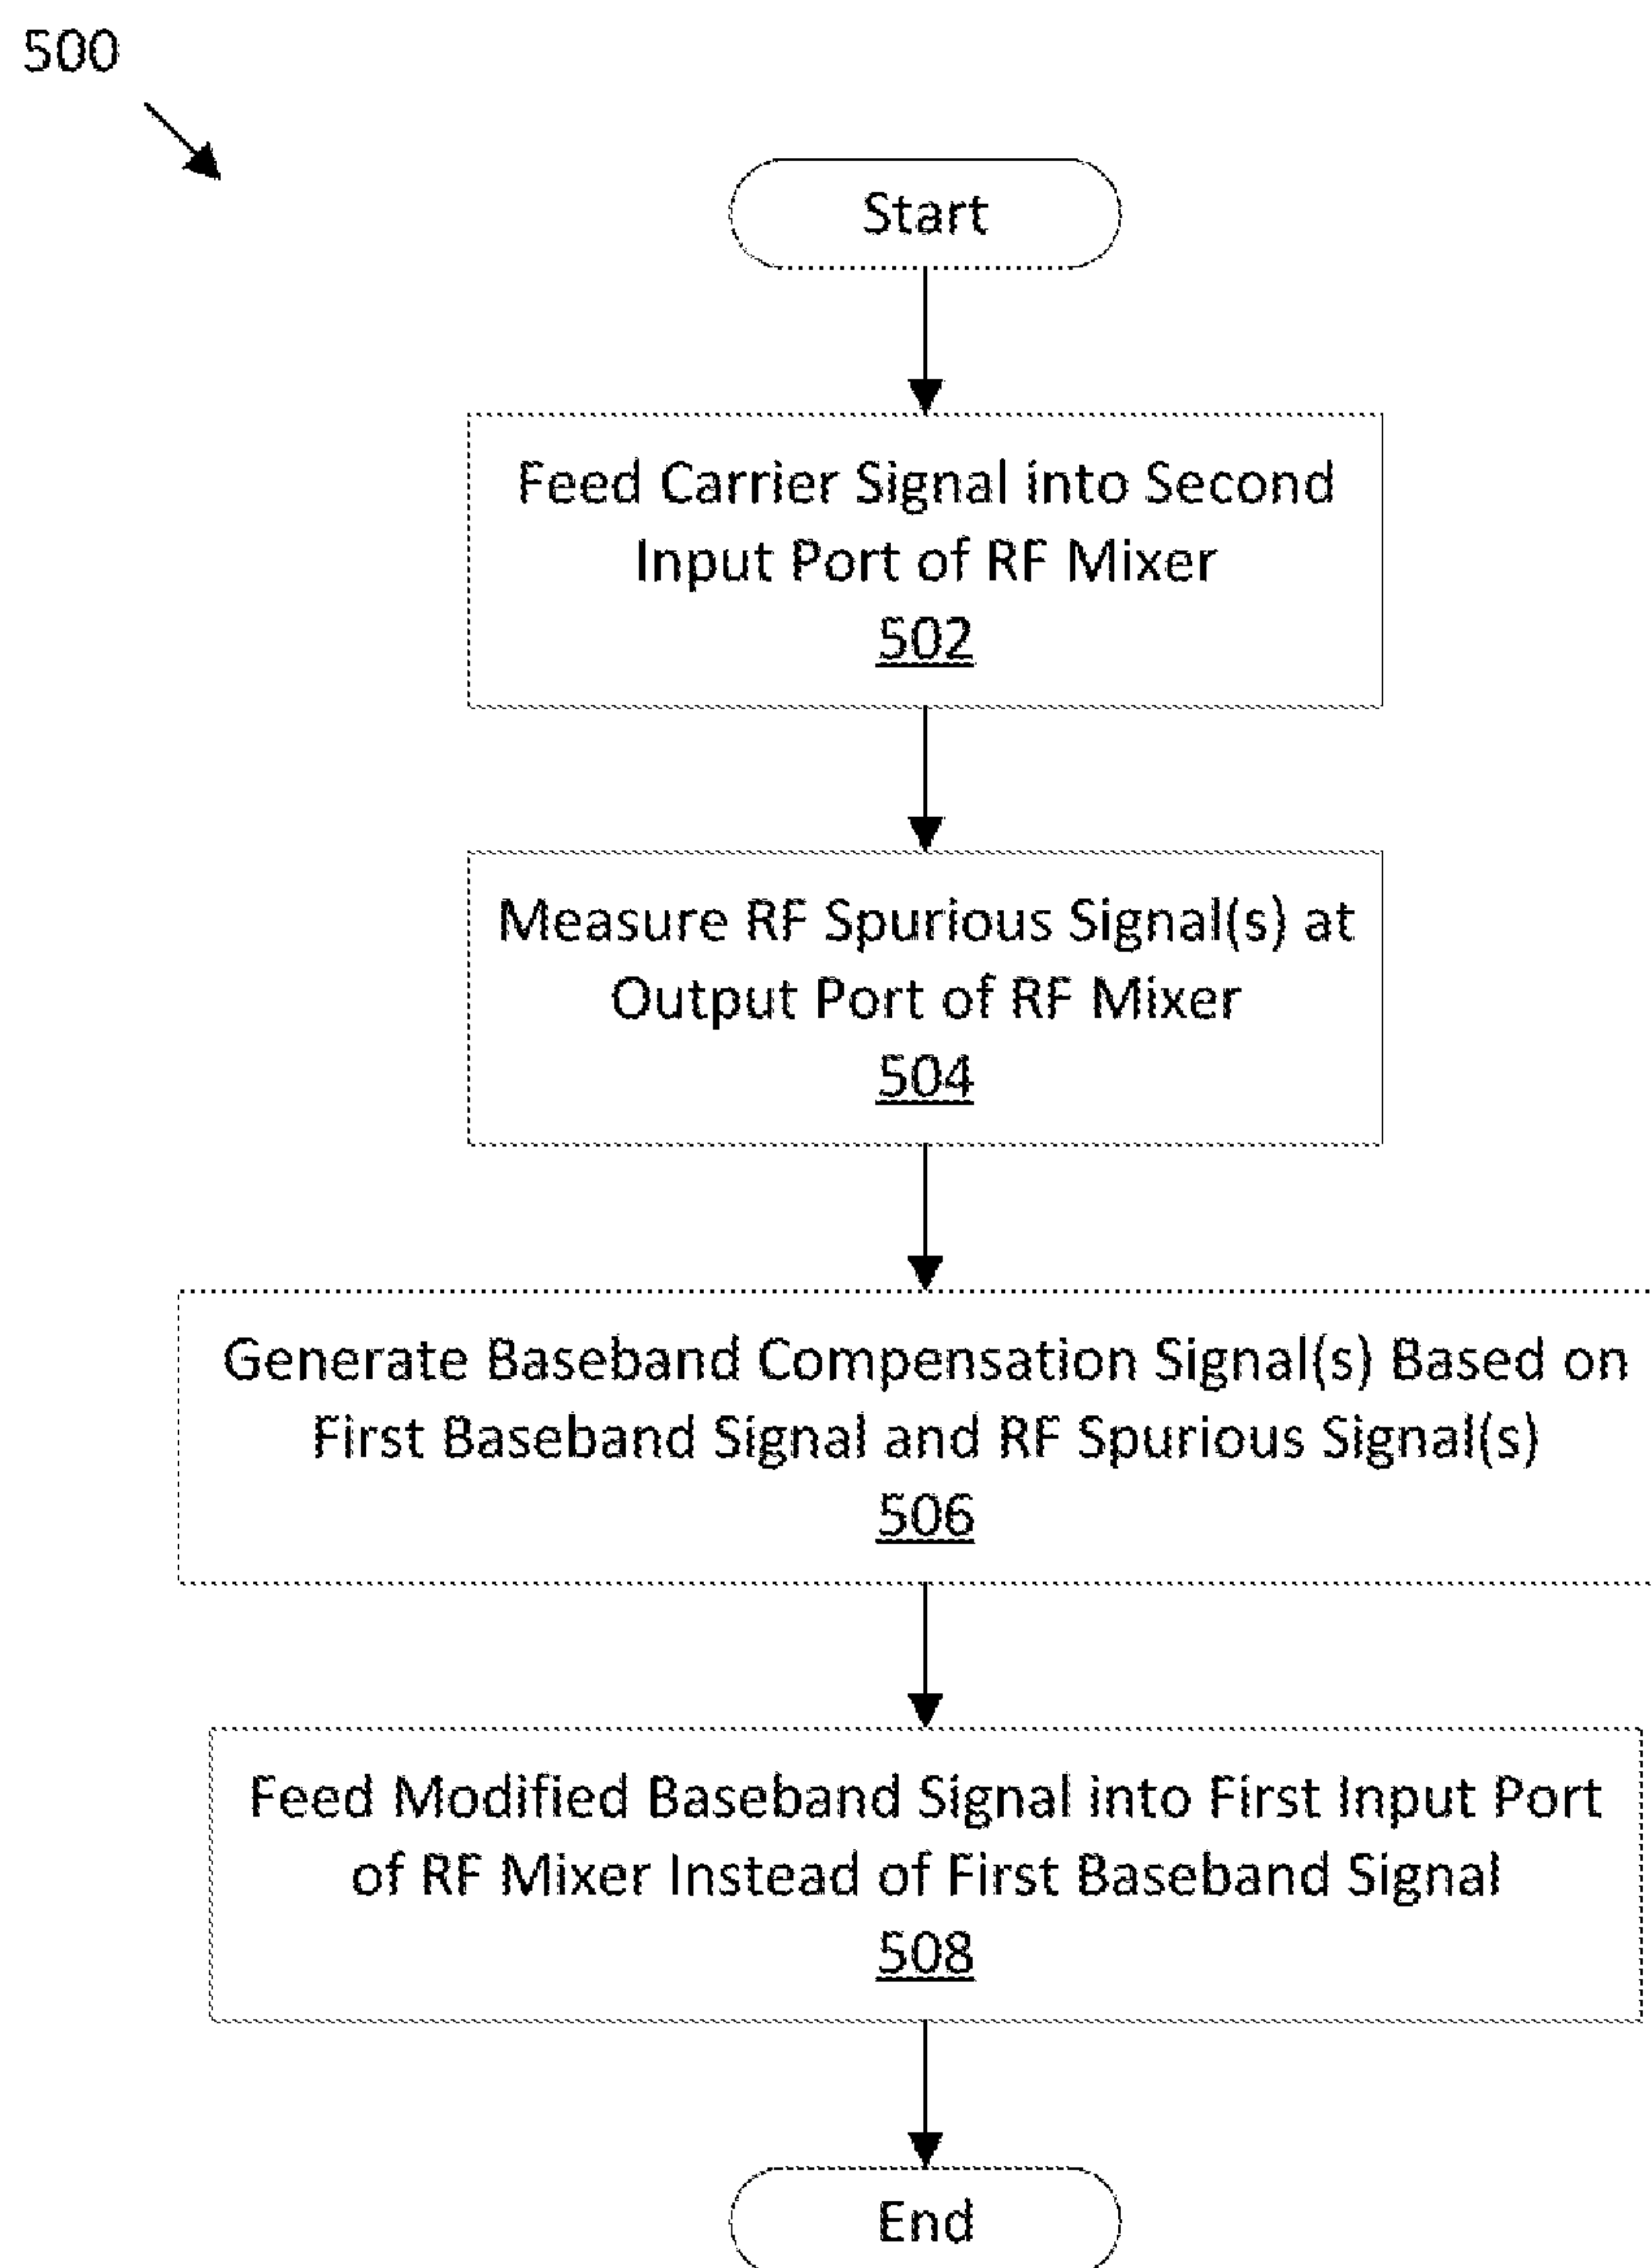 500
Start
Feed Carrier Signal into Second
Input Port of RF Mixer
502
Measure RF Spurious Signal(s) at
Output Port of RF Mixer
504
Generate Baseband Compensation Signal(s) Based on
First Baseband Signal and RF Spurious Signal(s)
506
Feed Modified Baseband Signal into First Input Port
of RF Mixer Instead of First Baseband Signal
508
End